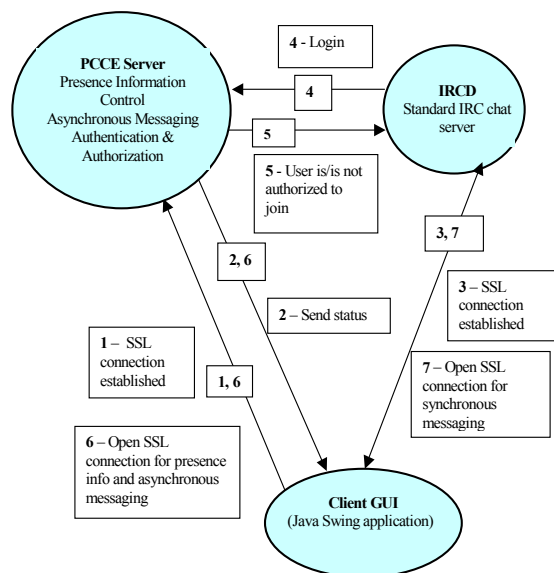 PCCE Server
Presence Information
Control
Asynchronous Messaging
Authentication &
Authorization
4 - Login
4
IRCD
Standard IRC chat
server
5
5 - User is/is not
authorized to
join
3, 7
2, 6
3 – SSL
connection
established
2 – Send status
1 – SSL
connection
established
1, 6
7 – Open SSL
connection for
synchronous
messaging
6 – Open SSL
connection for presence
info and asynchronous
messaging
Client GUI
(Java Swing application)